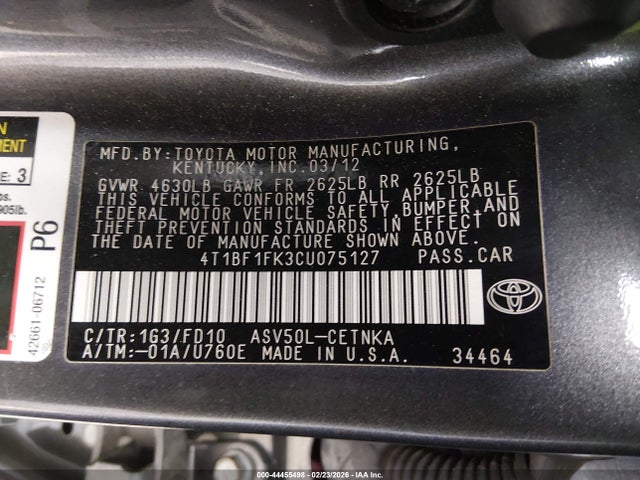 MFD.BY:TOYOTA MOTOR MANUFACTURING,
KENTUCKY, INC. 03/12
GVWR 4630LB GAWR FR 2625LB RR 2625LB
THIS VEHICLE CONFORMS TO ALL APPLICABLE
FEDERAL MOTOR VEHICLE SAFETY,BUMPER,AND
THEFT PREVENTION STANDARDS IN EFFECT ON
THE DATE OF MANUFACTURE SHOWN ABOVE.
4T1BF1FK3CU075127 PASS.CAR
C/TR:1G3/FD10 ASV50L-CETNKA
A/TM:-01A/U760E MADE IN U.S.A. 34464
E: 3
905lb.
P6
42661-06712
000-44455498 - 02/23/2026 - IAA Inc.